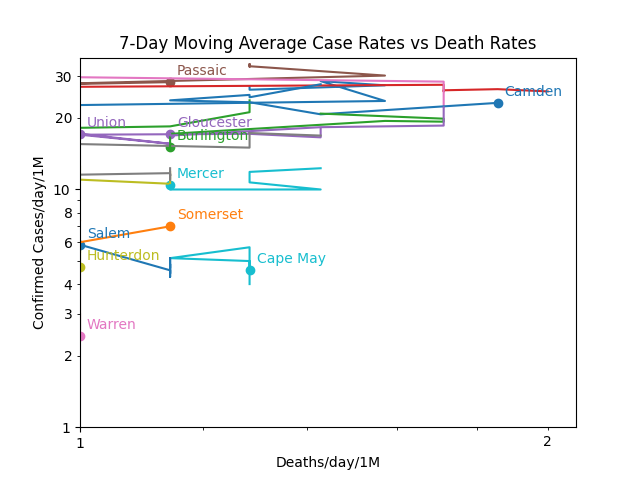 7-Day Moving Average Case Rates vs Death Rates
30
Passaic
Camden
20
Union
Gloucester
Burlington
10
Mercer
8
Somerset
6
Salem
Hunterdon
Cape May
4
3
Warren
2
1
1
2
Confirmed Cases/day/1M
Deaths/day/1M